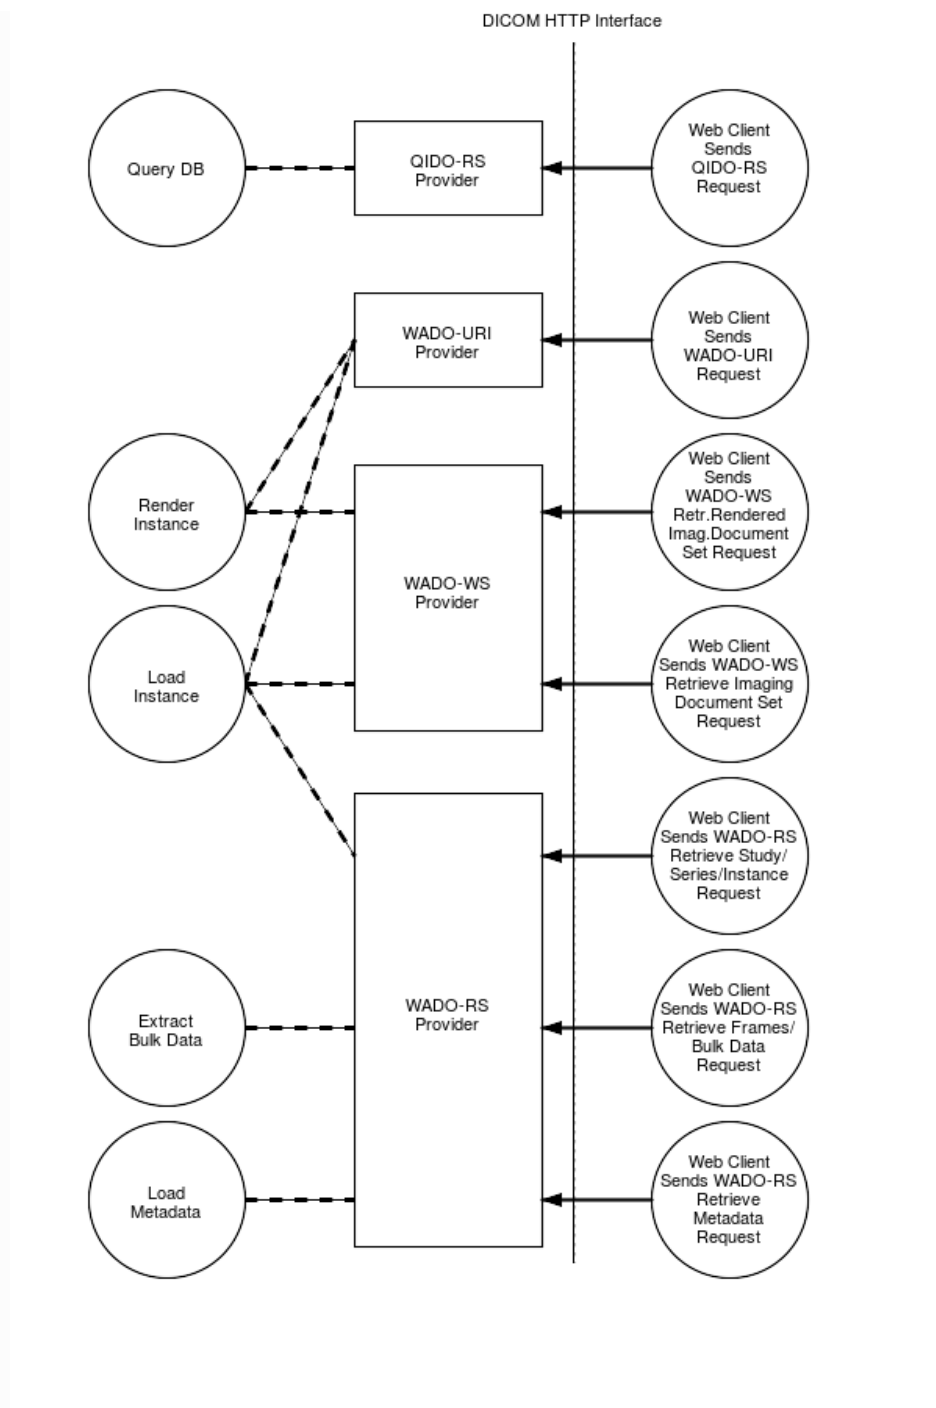 DICOM HTTP Interface
Query DB
QIDO-RS
Provider
Web Client
Sends
QIDO-RS
Request
WADO-URI
Provider
Web Client
Sends
WADO-URI
Request
Render
Instance
WADO-WS
Provider
Web Client
Sends
WADO-WS
Retr.Rendered
Imag.Document
Set Request
Load
Instance
Web Client
Sends WADO-WS
Retrieve Imaging
Document Set
Request
Web Client
Sends WADO-RS
Retrieve Study/
Series/Instance
Request
Extract
Bulk Data
WADO-RS
Provider
Web Client
Sends WADO-RS
Retrieve Frames/
Bulk Data
Request
Load
Metadata
Web Client
Sends WADO-RS
Retrieve
Metadata
Request